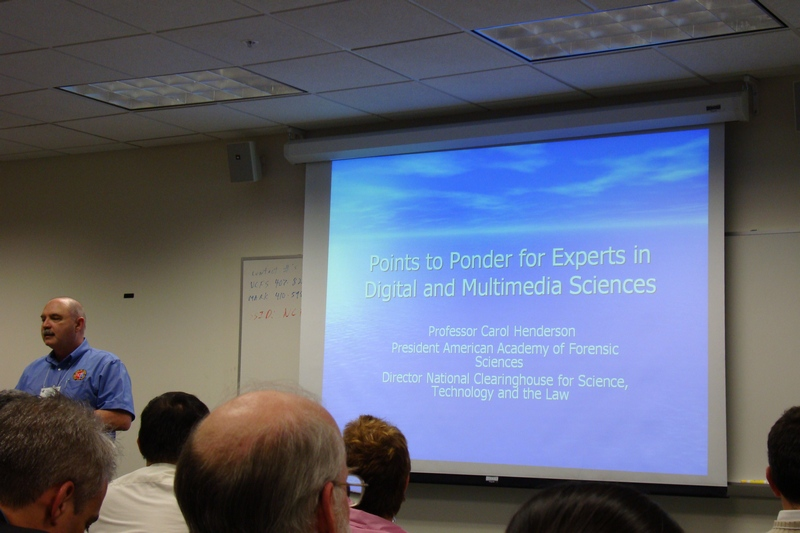 Points to Ponder for Experts in
Digital and Multimedia Sciences
Professor Carol Henderson
President American Academy of Forensic
Sciences
Director National Clearinghouse for Science,
Technology and the Law